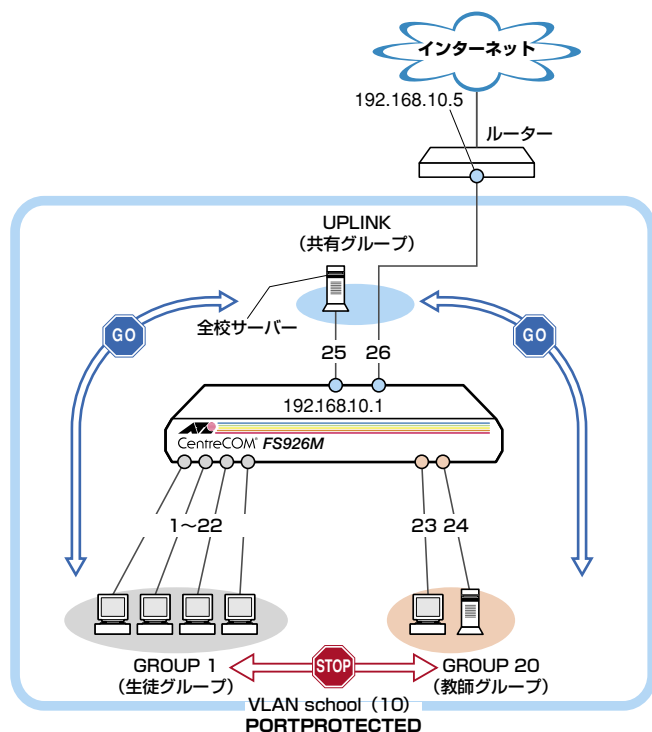 インターネット
192.168.10.5
ルーター
UPLINK
（共有グループ）
GO
GO
全校サーバー
25 26
192.168.10.1
CentreCOM® FS926M
1～22
23 24
STOP
GROUP 1
（生徒グループ）
GROUP 20
（教師グループ）
VLAN school（10）
PORTPROTECTED